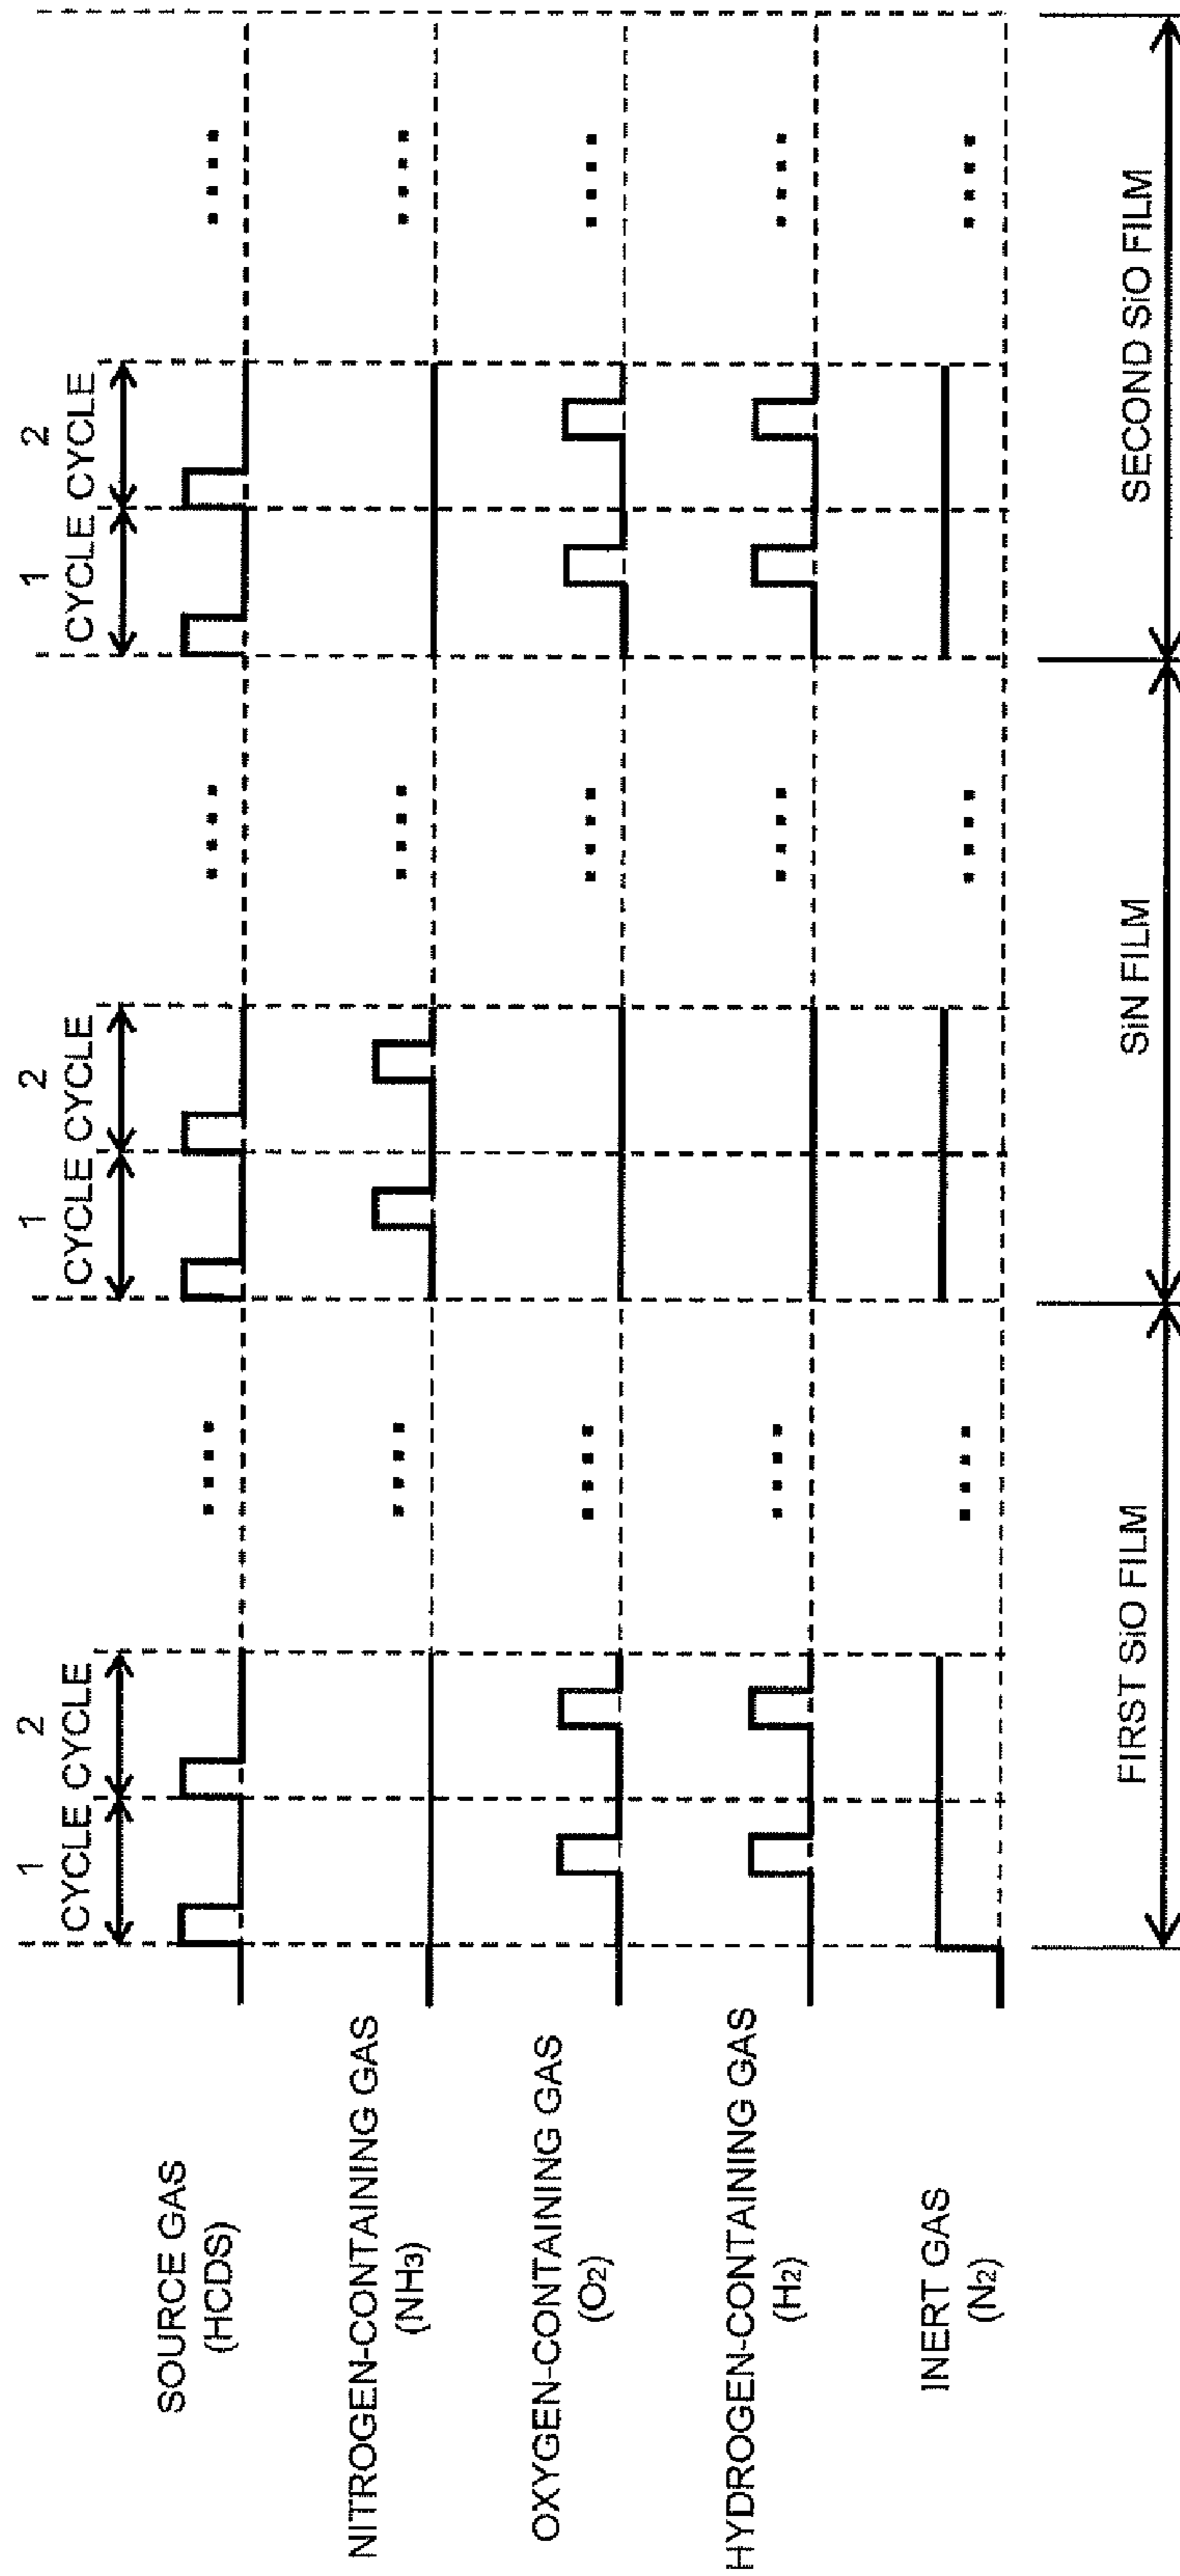 1 2 1 2 1 2
CYCLE CYCLE CYCLE CYCLE CYCLE CYCLE
SOURCE GAS
(HCDS)
NITROGEN-CONTAINING GAS
(NH3)
OXYGEN-CONTAINING GAS
(O2)
HYDROGEN-CONTAINING GAS
(H2)
INERT GAS
(N2)
FIRST SiO FILM SiN FILM SECOND SiO FILM